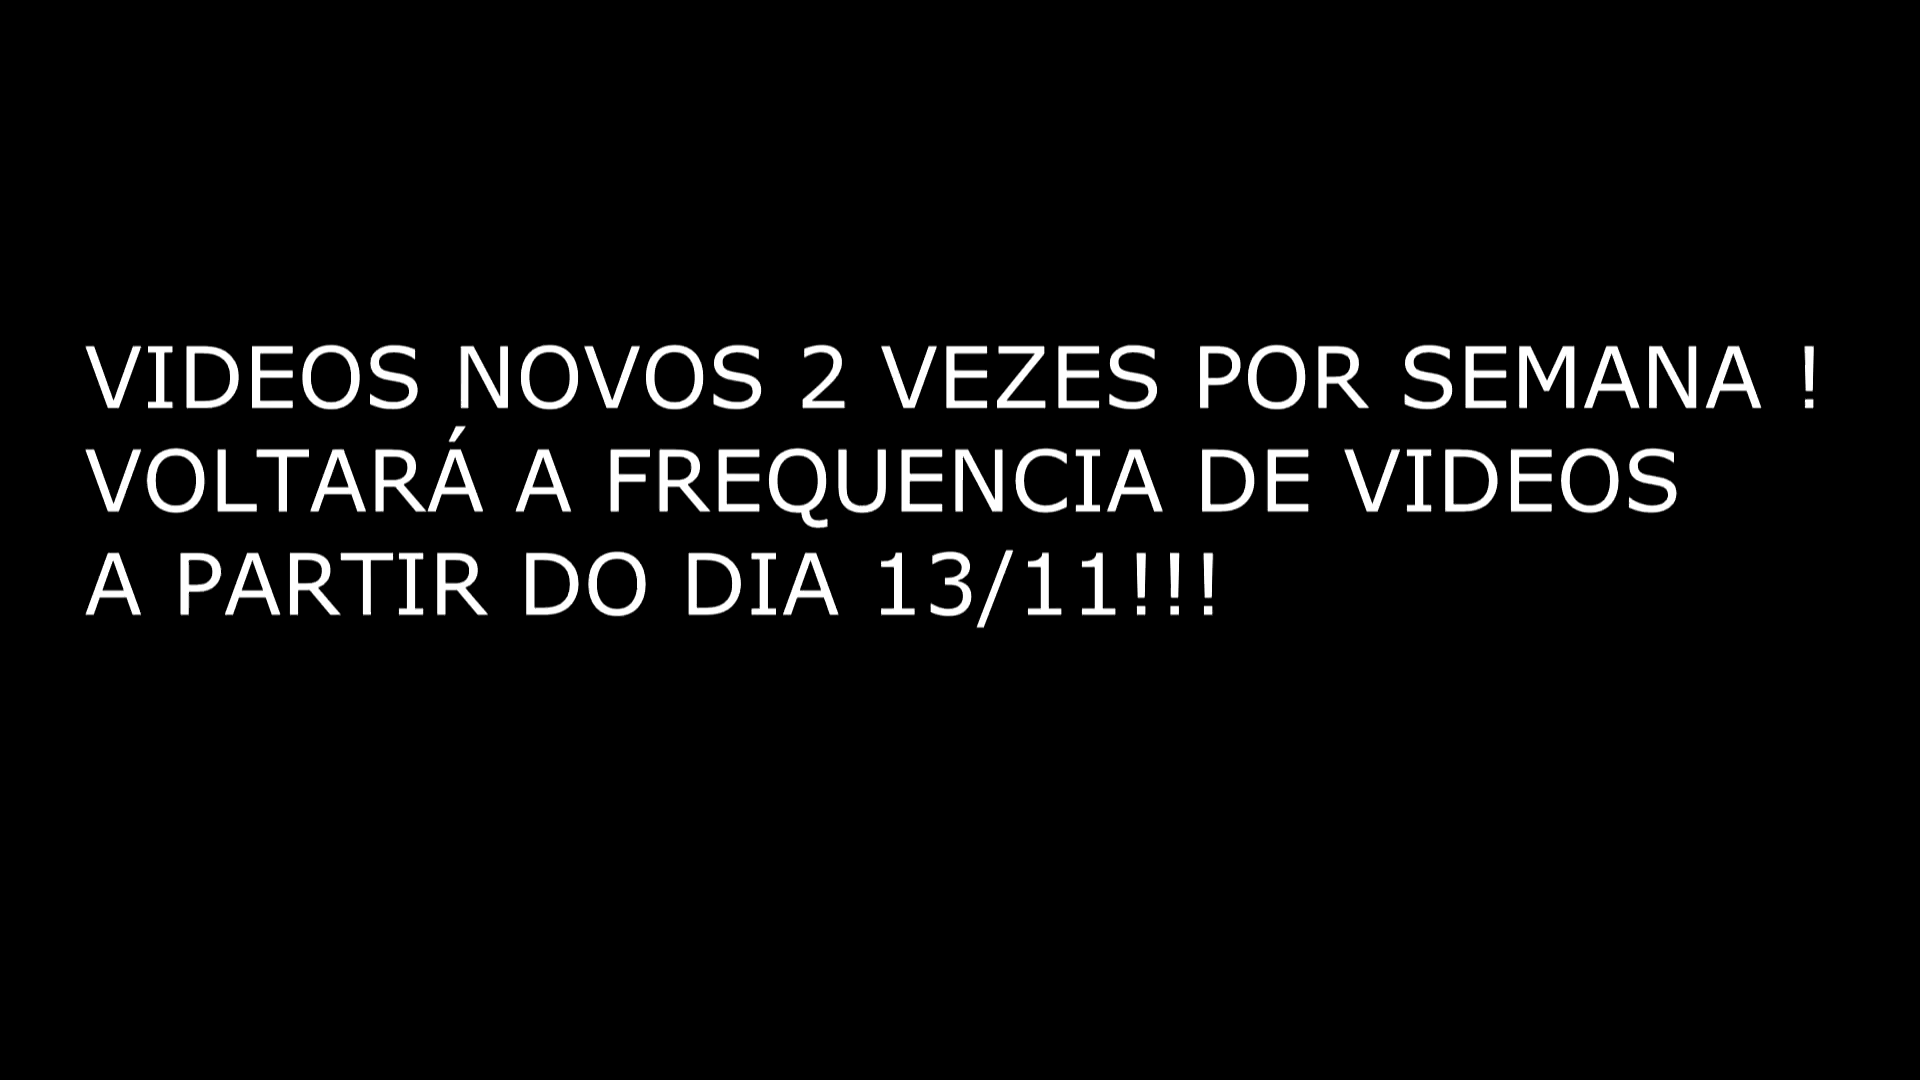 VIDEOS NOVOS 2 VEZES POR SEMANA !
VOLTARÁ A FREQUENCIA DE VIDEOS
A PARTIR DO DIA 13/11!!!